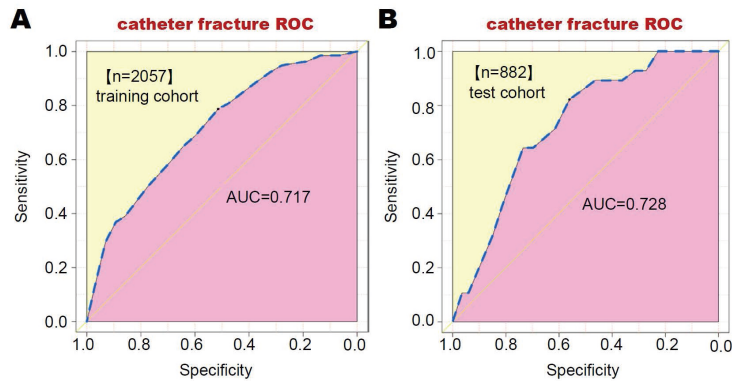 A
catheter fracture ROC
1.0
0.8
0.6
0.4
0.2
0.0
Sensitivity
【n=2057】
training cohort
AUC=0.717
1.0 0.8 0.6 0.4 0.2 0.0
Specificity
B
catheter fracture ROC
1.0
0.8
0.6
0.4
0.2
0.0
Sensitivity
【n=882】
test cohort
AUC=0.728
1.0 0.8 0.6 0.4 0.2 0.0
Specificity